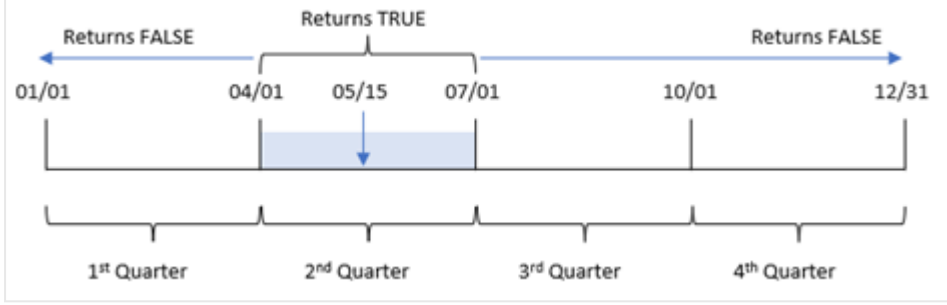 Returns TRUE
Returns FALSE Returns FALSE
01/01 04/01 05/15 07/01 10/01 12/31
1st Quarter 2nd Quarter 3rd Quarter 4th Quarter